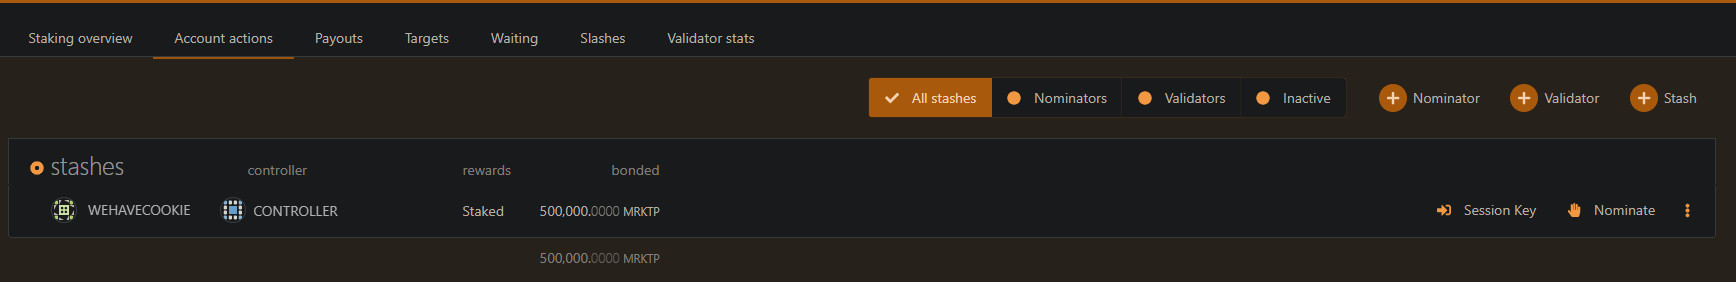 Staking overview Account actions Payouts Targets Waiting Slashes Validator stats
All stashes Nominators Validators Inactive Nominator Validator Stash
stashes controller rewards bonded
WEHAVECOOKIE CONTROLLER Staked 500,000.0000 MRKTP Session Key Nominate
500,000.0000 MRKTP